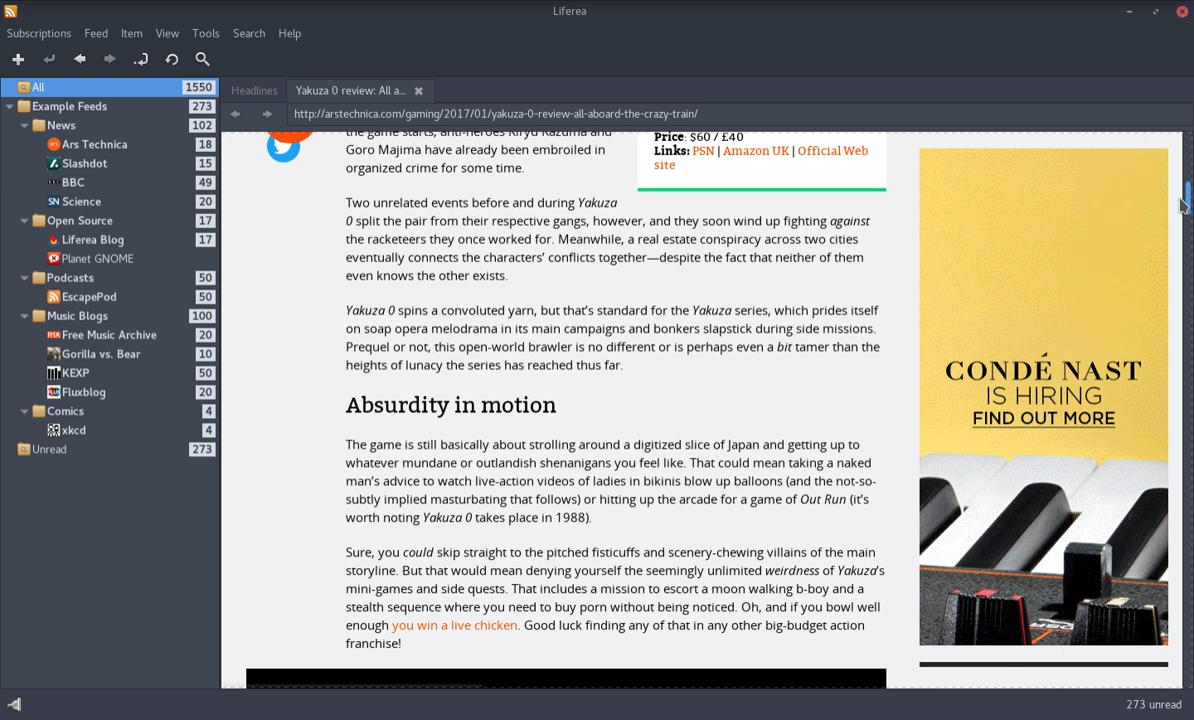 Liferea
Subscriptions Feed Item View Tools Search Help
All 1550
Example Feeds 273
News 102
Ars Technica 18
Slashdot 15
BBC 49
Science 20
Open Source 17
Liferea Blog 17
Planet GNOME
Podcasts 50
EscapePod 50
Music Blogs 100
Free Music Archive 20
Gorilla vs. Bear 10
KEXP 50
Fluxblog 20
Comics 4
xkcd 4
Unread 273
Headlines
Yakuza 0 review: All a...
http://arstechnica.com/gaming/2017/01/yakuza-0-review-all-aboard-the-crazy-train/
the game starts, anti-heroes Kiryu Kazuma and
Goro Majima have already been embroiled in
organized crime for some time.
Price: $60 / £40
Links: PSN | Amazon UK | Official Web
site
Two unrelated events before and during Yakuza
0 split the pair from their respective gangs, however, and they soon wind up fighting against
the racketeers they once worked for. Meanwhile, a real estate conspiracy across two cities
eventually connects the characters’ conflicts together—despite the fact that neither of them
even knows the other exists.
Yakuza 0 spins a convoluted yarn, but that’s standard for the Yakuza series, which prides itself
on soap opera melodrama in its main campaigns and bonkers slapstick during side missions.
Prequel or not, this open-world brawler is no different or is perhaps even a bit tamer than the
heights of lunacy the series has reached thus far.
Absurdity in motion
The game is still basically about strolling around a digitized slice of Japan and getting up to
whatever mundane or outlandish shenanigans you feel like. That could mean taking a naked
man’s advice to watch live-action videos of ladies in bikinis blow up balloons (and the not-so-
subtly implied masturbating that follows) or hitting up the arcade for a game of Out Run (it’s
worth noting Yakuza 0 takes place in 1988).
Sure, you could skip straight to the pitched fisticuffs and scenery-chewing villains of the main
storyline. But that would mean denying yourself the seemingly unlimited weirdness of Yakuza’s
mini-games and side quests. That includes a mission to escort a moon walking b-boy and a
stealth sequence where you need to buy porn without being noticed. Oh, and if you bowl well
enough you win a live chicken. Good luck finding any of that in any other big-budget action
franchise!
CONDÉ NAST
IS HIRING
FIND OUT MORE
273 unread